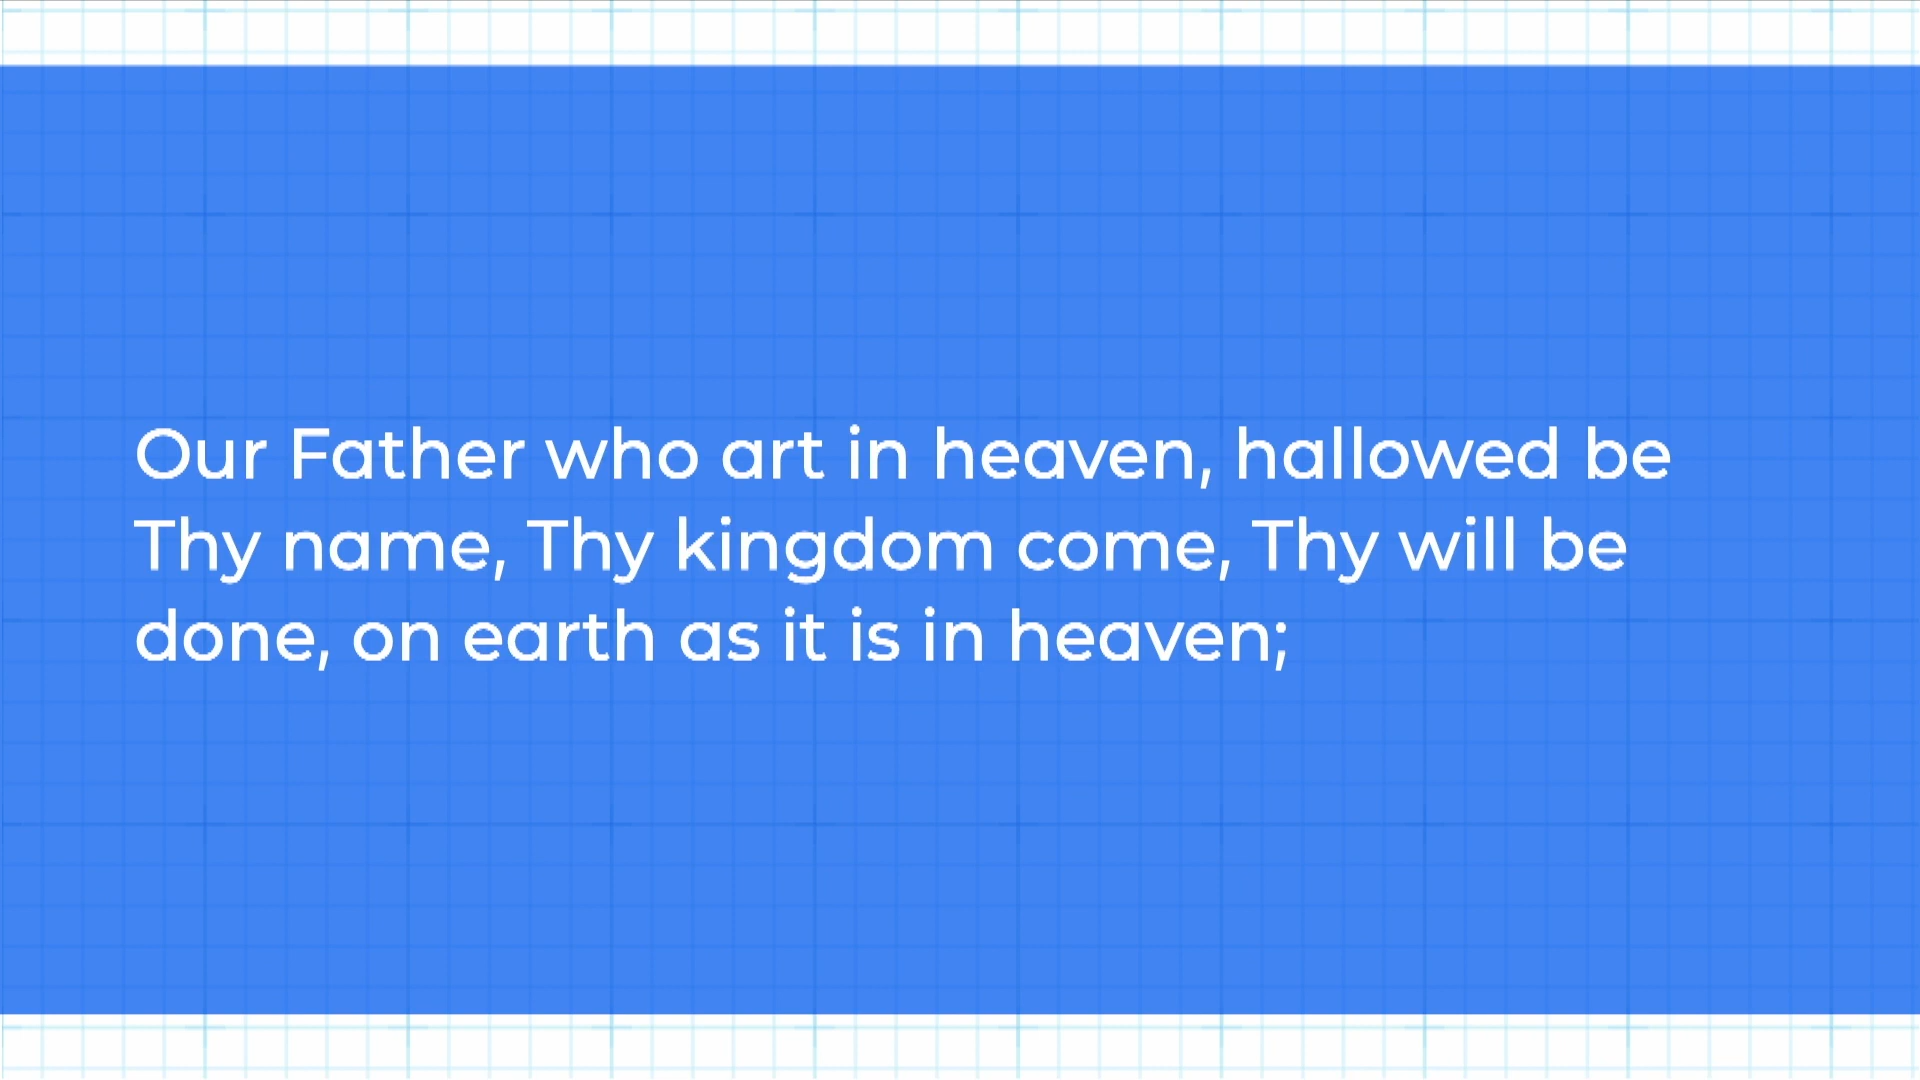 Our Father who art in heaven, hallowed be
Thy name, Thy kingdom come, Thy will be
done, on earth as it is in heaven;